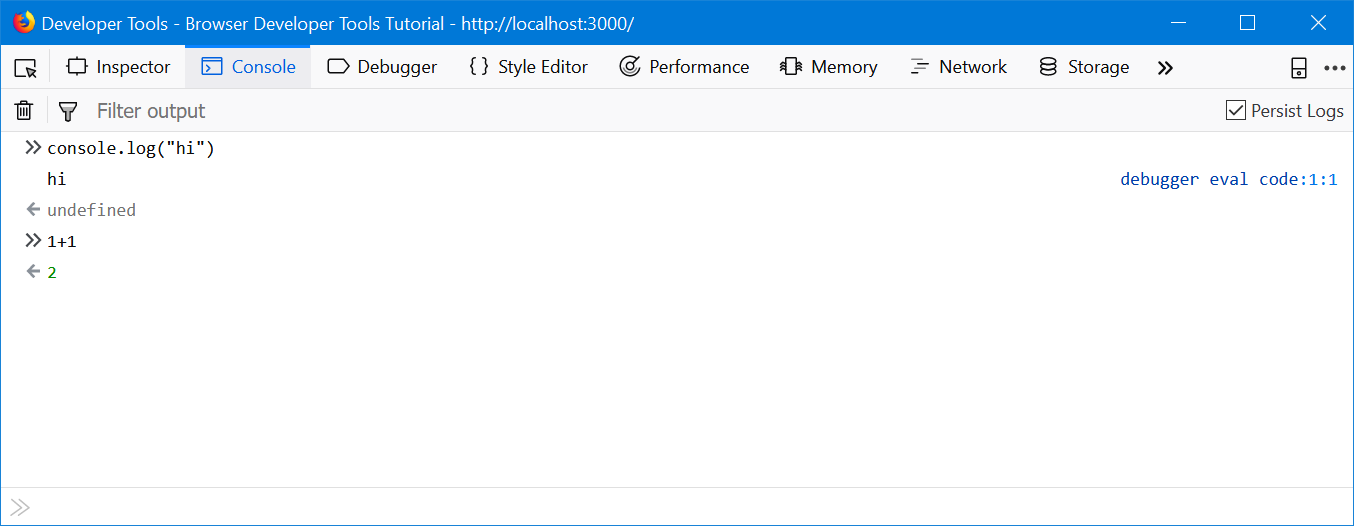 Developer Tools - Browser Developer Tools Tutorial - http://localhost:3000/
Inspector Console Debugger { } Style Editor Performance Memory Network Storage
Filter output Persist Logs
console.log("hi")
hi debugger eval code:1:1
undefined
1+1
2